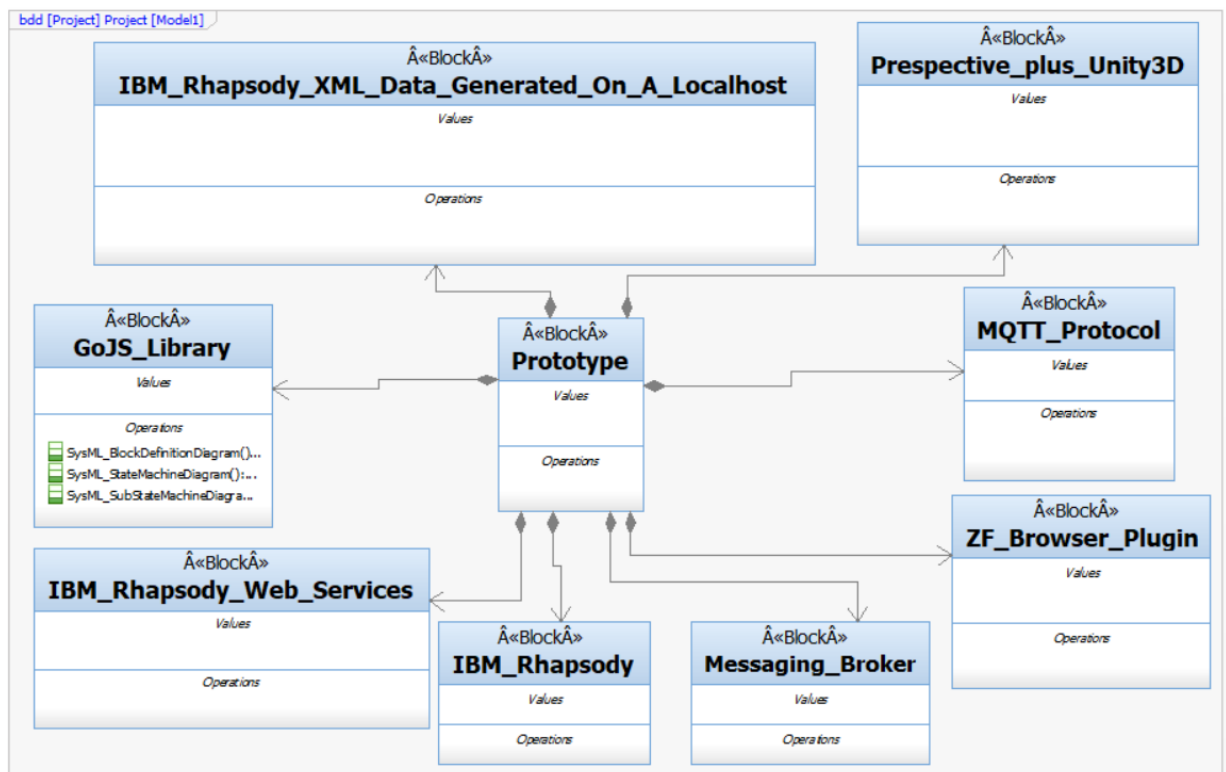 bdd [Project] Project [Model1]
Â«BlockÂ»
IBM_Rhapsody_XML_Data_Generated_On_A_Localhost
Values
Operations
Â«BlockÂ»
Prespective_plus_Unity3D
Values
Operations
Â«BlockÂ»
GoJS_Library
Values
Operations
SysML_BlockDefinitionDiagram()...
SysML_StateMachineDiagram():...
SysML_SubStateMachineDiagra...
Â«BlockÂ»
Prototype
Values
Operations
Â«BlockÂ»
MQTT_Protocol
Values
Operations
Â«BlockÂ»
IBM_Rhapsody_Web_Services
Values
Operations
Â«BlockÂ»
IBM_Rhapsody
Values
Operations
Â«BlockÂ»
Messaging_Broker
Values
Operations
Â«BlockÂ»
ZF_Browser_Plugin
Values
Operations